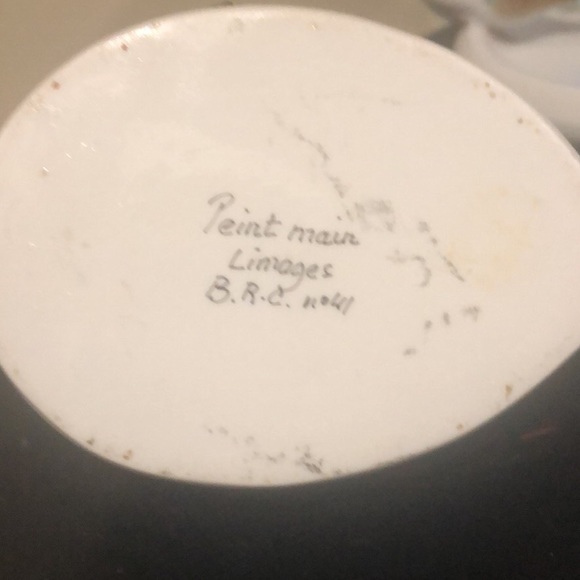 Peint main
Limoges
B.R.C. nº41